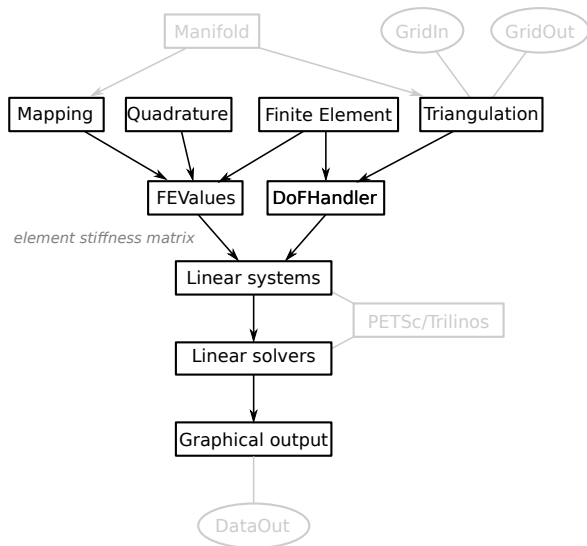 Manifold
GridIn
GridOut
Mapping
Quadrature
Finite Element
Triangulation
FEValues
DoFHandler
element stiffness matrix
Linear systems
PETSc/Trilinos
Linear solvers
Graphical output
DataOut